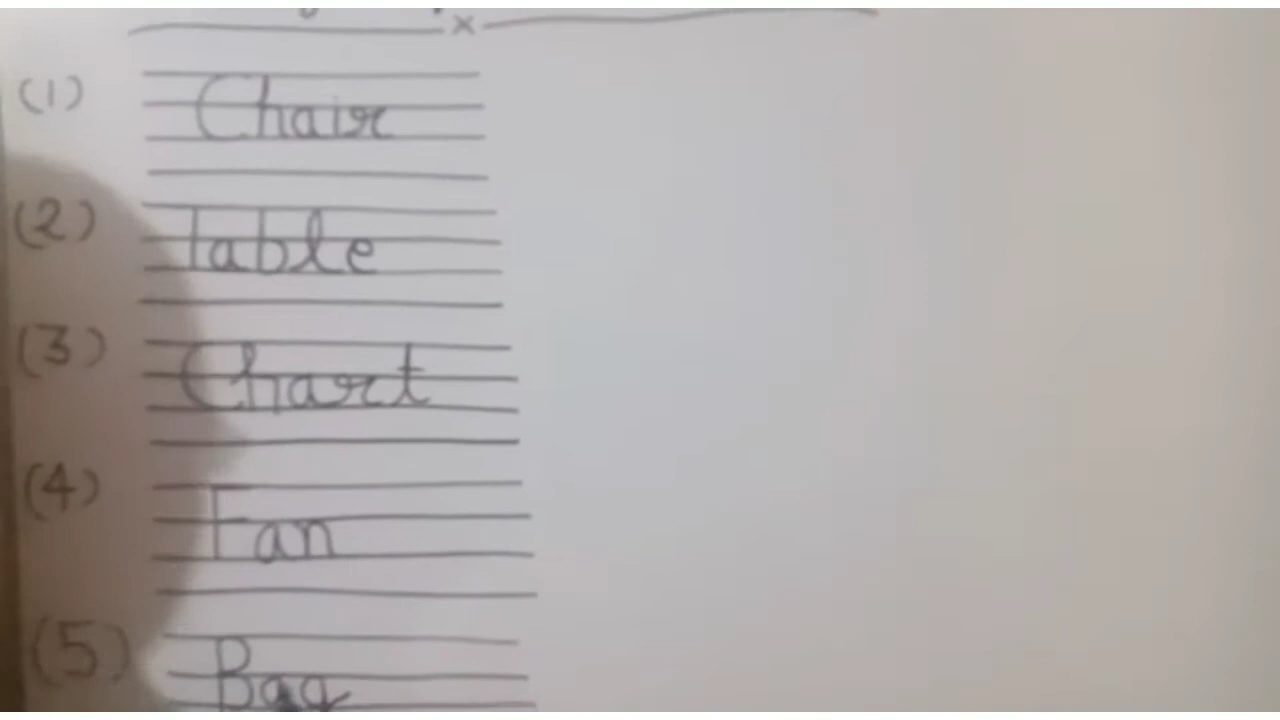 (1) Chair
(2) Table
(3) Chart
(4) Fan
(5) Bag